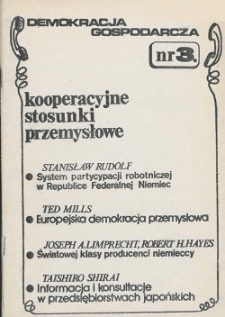 DEMOKRACJA
GOSPODARCZA
nr 3.
kooperacyjne
stosunki
przemysłowe
STANISŁAW RUDOLF
System partycypacji robotniczej
w Republice Federalnej Niemiec
TED MILLS
Europejska demokracja przemysłowa
JOSEPH A.LIMPRECHT, ROBERT H.HAYES
Światowej klasy producenci niemieccy
TAISHIRO SHIRAI
Informacja i konsultacje
w przedsiębiorstwach japońskich